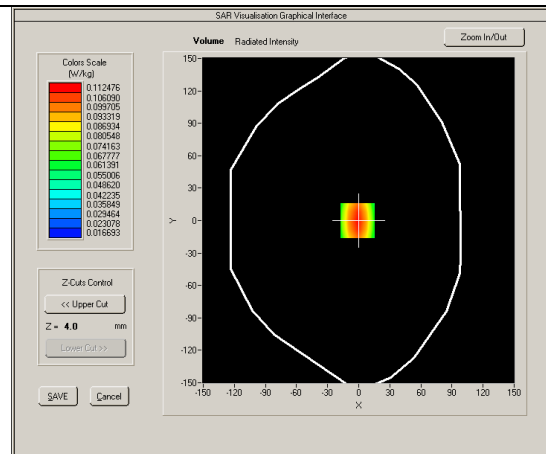 SAR Visualisation Graphical Interface
Volume Radiated Intensity
Zoom In/Out
Colors Scale
(W/kg)
0.112476
0.106090
0.099705
0.093319
0.086934
0.080548
0.074163
0.067777
0.061391
0.055006
0.048620
0.042235
0.035849
0.029464
0.023078
0.016693
Z-Cuts Control
<< Upper Cut
Z = 4.0 mm
Lower Cut >>
SAVE Cancel
150
120
90
60
30
Y 0
-30
-60
-90
-120
-150
-150 -120 -90 -60 -30 0 30 60 90 120 150
X